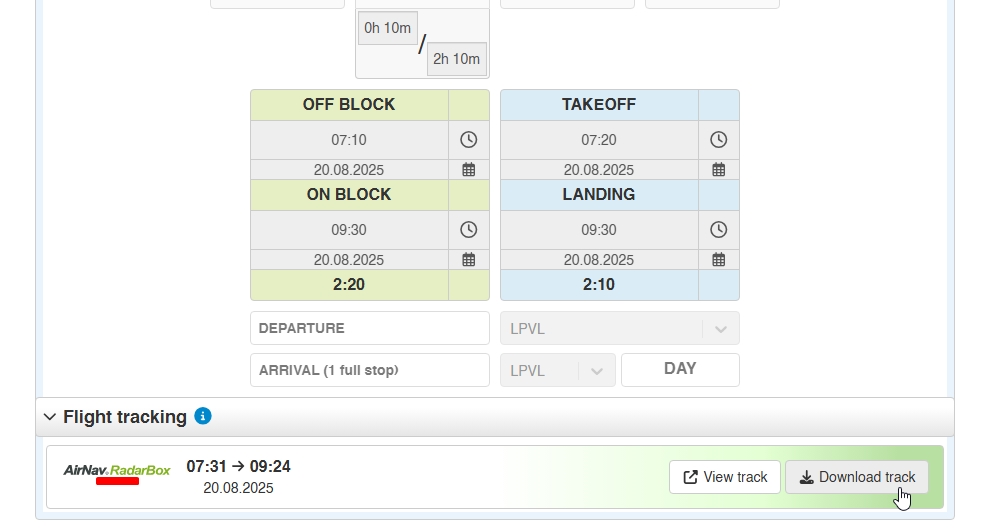 0h 10m
/
2h 10m
OFF BLOCK
07:10
20.08.2025
ON BLOCK
09:30
20.08.2025
2:20
TAKEOFF
07:20
20.08.2025
LANDING
09:30
20.08.2025
2:10
DEPARTURE
LPVL
ARRIVAL (1 full stop)
LPVL
DAY
Flight tracking
AirNav.RadarBox
07:31 → 09:24
20.08.2025
View track
Download track